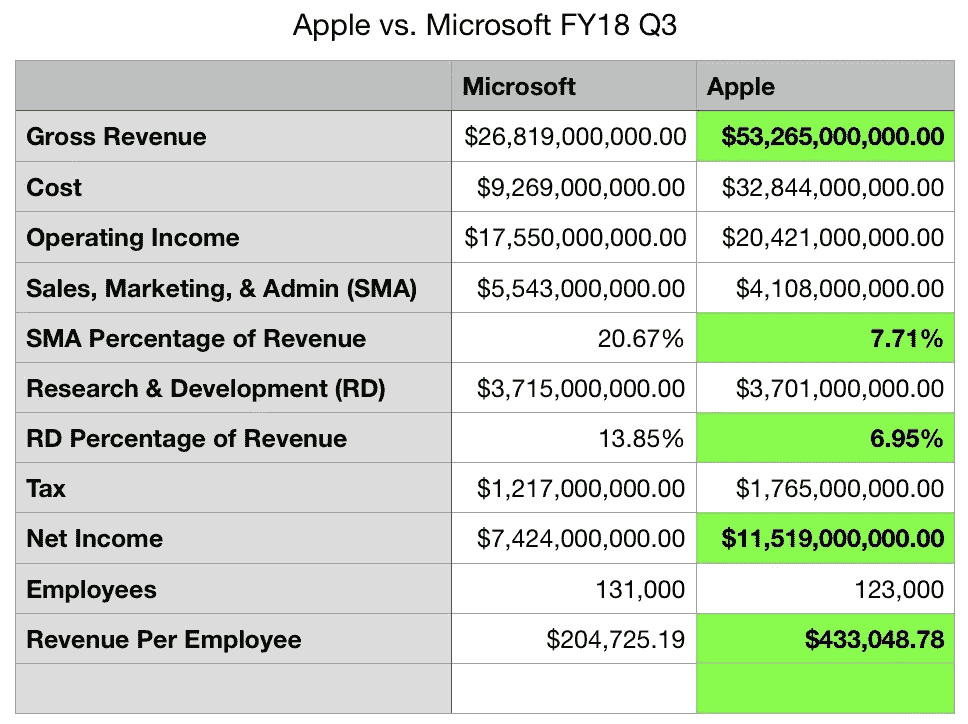 Apple vs. Microsoft FY18 Q3
Microsoft Apple
Gross Revenue $26,819,000,000.00 $53,265,000,000.00
Cost $9,269,000,000.00 $32,844,000,000.00
Operating Income $17,550,000,000.00 $20,421,000,000.00
Sales, Marketing, & Admin (SMA) $5,543,000,000.00 $4,108,000,000.00
SMA Percentage of Revenue 20.67% 7.71%
Research & Development (RD) $3,715,000,000.00 $3,701,000,000.00
RD Percentage of Revenue 13.85% 6.95%
Tax $1,217,000,000.00 $1,765,000,000.00
Net Income $7,424,000,000.00 $11,519,000,000.00
Employees 131,000 123,000
Revenue Per Employee $204,725.19 $433,048.78